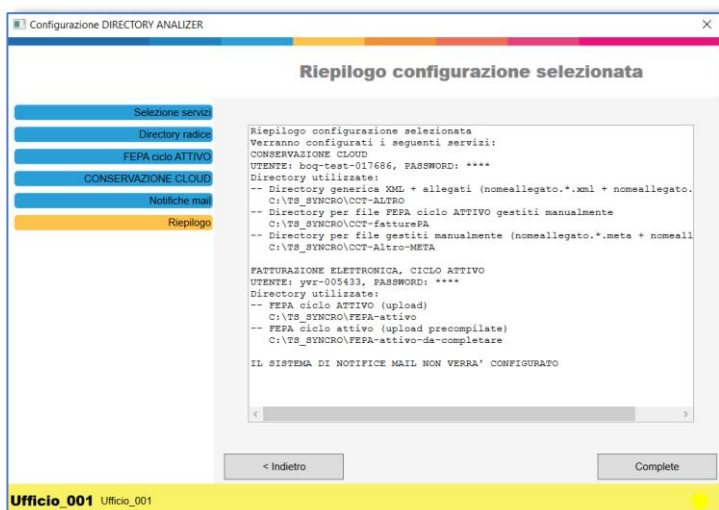 Configurazione DIRECTORY ANALIZER
Riepilogo configurazione selezionata
Selezione servizi
Directory radice
FEPA ciclo ATTIVO
CONSERVAZIONE CLOUD
Notifiche mail
Riepilogo
Riepilogo configurazione selezionata
Verranno configurati i seguenti servizi:
CONSERVAZIONE CLOUD
UTENTE: boq-test-017686, PASSWORD: ****
Directory utilizzate:
-- Directory generica XML + allegati (nomeallegato.*.xml + nomeallegato.
C:\TS_SYNCRO\CCT-ALTRO
-- Directory per file FEPA ciclo ATTIVO gestiti manualmente
C:\TS_SYNCRO\CCT-fatturePA
-- Directory per file gestiti manualmente (nomeallegato.*.meta + nomeall
C:\TS_SYNCRO\CCT-Altro-META
FATTURAZIONE ELETTRONICA, CICLO ATTIVO
UTENTE: yvr-005433, PASSWORD: ****
Directory utilizzate:
-- FEPA ciclo ATTIVO (upload)
C:\TS_SYNCRO\FEPA-attivo
-- FEPA ciclo attivo (upload precompilate)
C:\TS_SYNCRO\FEPA-attivo-da-completare
IL SISTEMA DI NOTIFICE MAIL NON VERRA' CONFIGURATO
< Indietro
Complete
Ufficio_001 Ufficio_001